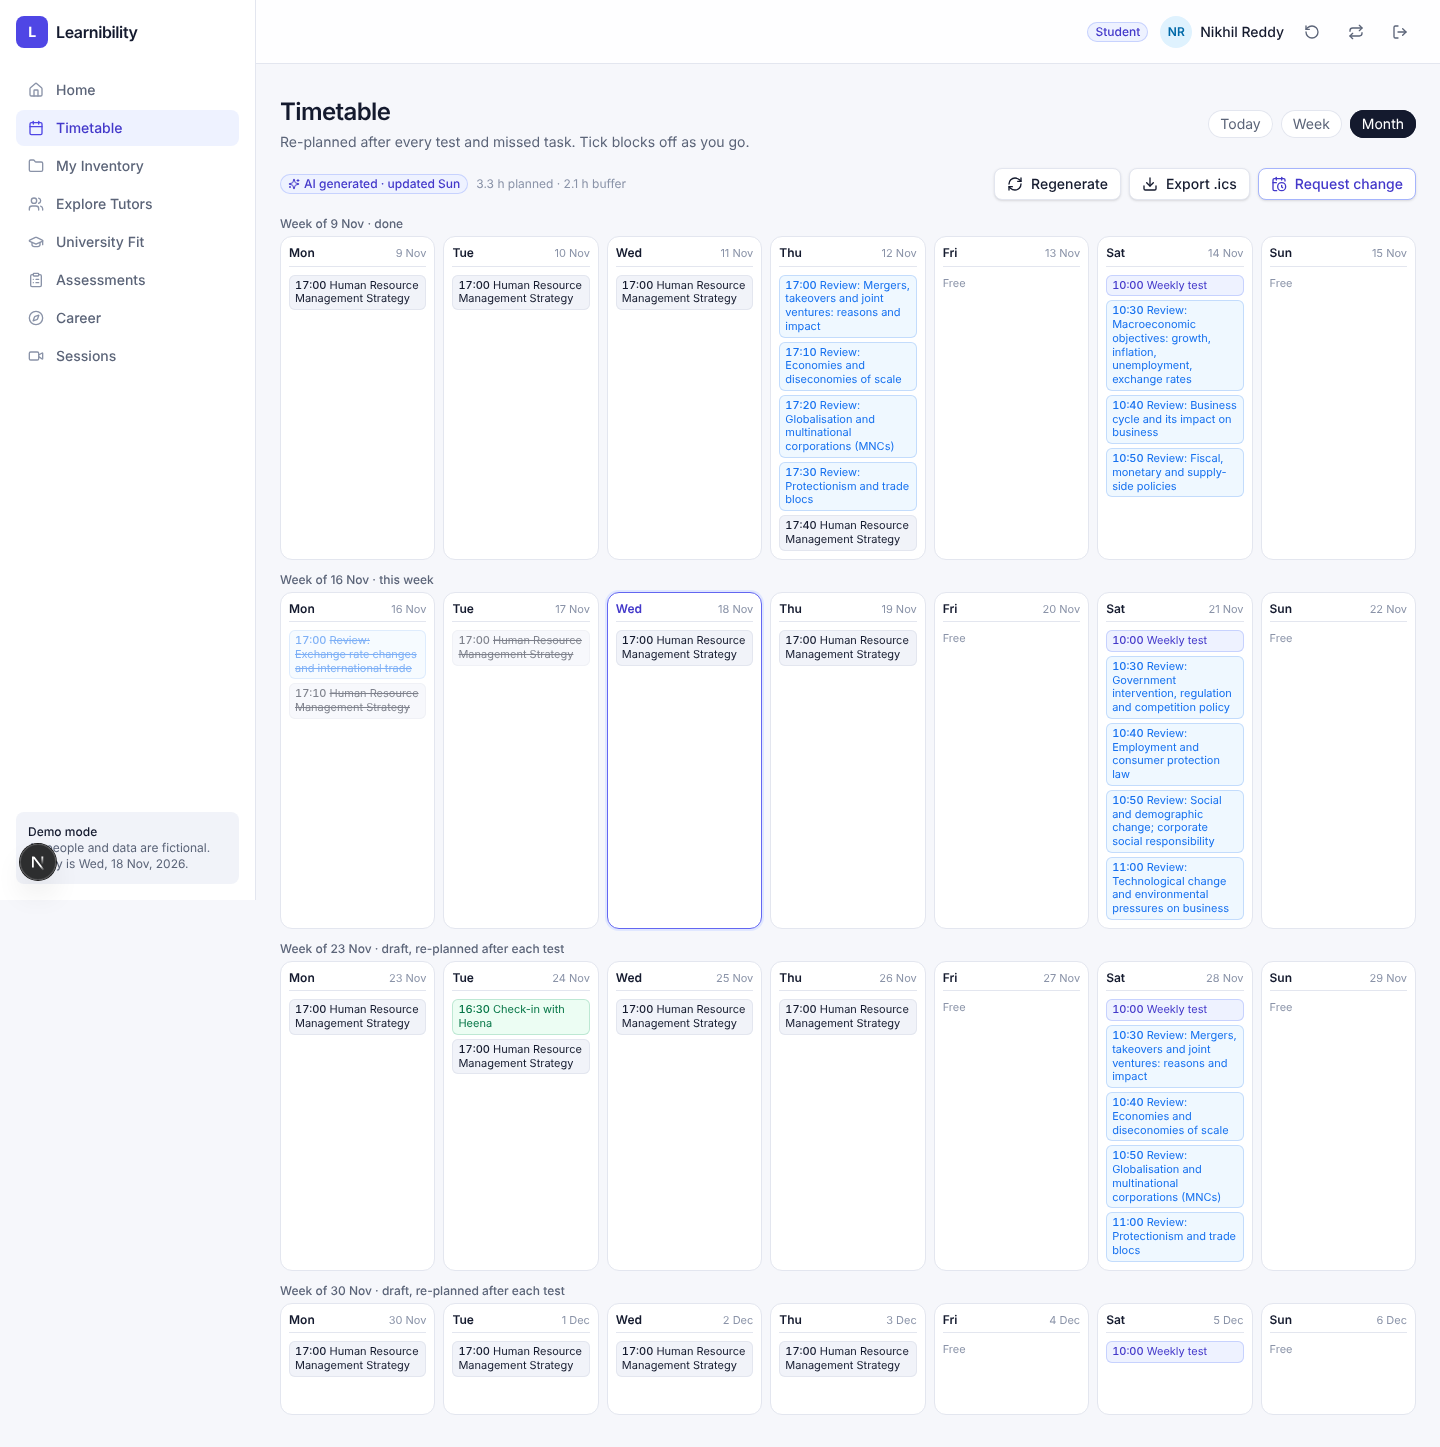 L Learnibility
Student NR Nikhil Reddy
Home
Timetable
My Inventory
Explore Tutors
University Fit
Assessments
Career
Sessions
Demo mode
people and data are fictional.
is Wed, 18 Nov, 2026.
N
Timetable
Re-planned after every test and missed task. Tick blocks off as you go.
Today Week Month
AI generated · updated Sun 3.3 h planned · 2.1 h buffer
Regenerate Export .ics Request change
Week of 9 Nov · done
Mon 9 Nov
17:00 Human Resource
Management Strategy
Tue 10 Nov
17:00 Human Resource
Management Strategy
Wed 11 Nov
17:00 Human Resource
Management Strategy
Thu 12 Nov
17:00 Review: Mergers,
takeovers and joint
ventures: reasons and
impact
17:10 Review:
Economies and
diseconomies of scale
17:20 Review:
Globalisation and
multinational
corporations (MNCs)
17:30 Review:
Protectionism and trade
blocs
17:40 Human Resource
Management Strategy
Fri 13 Nov
Free
Sat 14 Nov
10:00 Weekly test
10:30 Review:
Macroeconomic
objectives: growth,
inflation,
unemployment,
exchange rates
10:40 Review: Business
cycle and its impact on
business
10:50 Review: Fiscal,
monetary and supply-
side policies
Sun 15 Nov
Free
Week of 16 Nov · this week
Mon 16 Nov
17:00 Review:
Exchange rate changes
and international trade
17:10 Human Resource
Management Strategy
Tue 17 Nov
17:00 Human Resource
Management Strategy
Wed 18 Nov
17:00 Human Resource
Management Strategy
Thu 19 Nov
17:00 Human Resource
Management Strategy
Fri 20 Nov
Free
Sat 21 Nov
10:00 Weekly test
10:30 Review:
Government
intervention, regulation
and competition policy
10:40 Review:
Employment and
consumer protection
law
10:50 Review: Social
and demographic
change; corporate
social responsibility
11:00 Review:
Technological change
and environmental
pressures on business
Sun 22 Nov
Free
Week of 23 Nov · draft, re-planned after each test
Mon 23 Nov
17:00 Human Resource
Management Strategy
Tue 24 Nov
16:30 Check-in with
Heena
17:00 Human Resource
Management Strategy
Wed 25 Nov
17:00 Human Resource
Management Strategy
Thu 26 Nov
17:00 Human Resource
Management Strategy
Fri 27 Nov
Free
Sat 28 Nov
10:00 Weekly test
10:30 Review: Mergers,
takeovers and joint
ventures: reasons and
impact
10:40 Review:
Economies and
diseconomies of scale
10:50 Review:
Globalisation and
multinational
corporations (MNCs)
11:00 Review:
Protectionism and trade
blocs
Sun 29 Nov
Free
Week of 30 Nov · draft, re-planned after each test
Mon 30 Nov
17:00 Human Resource
Management Strategy
Tue 1 Dec
17:00 Human Resource
Management Strategy
Wed 2 Dec
17:00 Human Resource
Management Strategy
Thu 3 Dec
17:00 Human Resource
Management Strategy
Fri 4 Dec
Free
Sat 5 Dec
10:00 Weekly test
Sun 6 Dec
Free